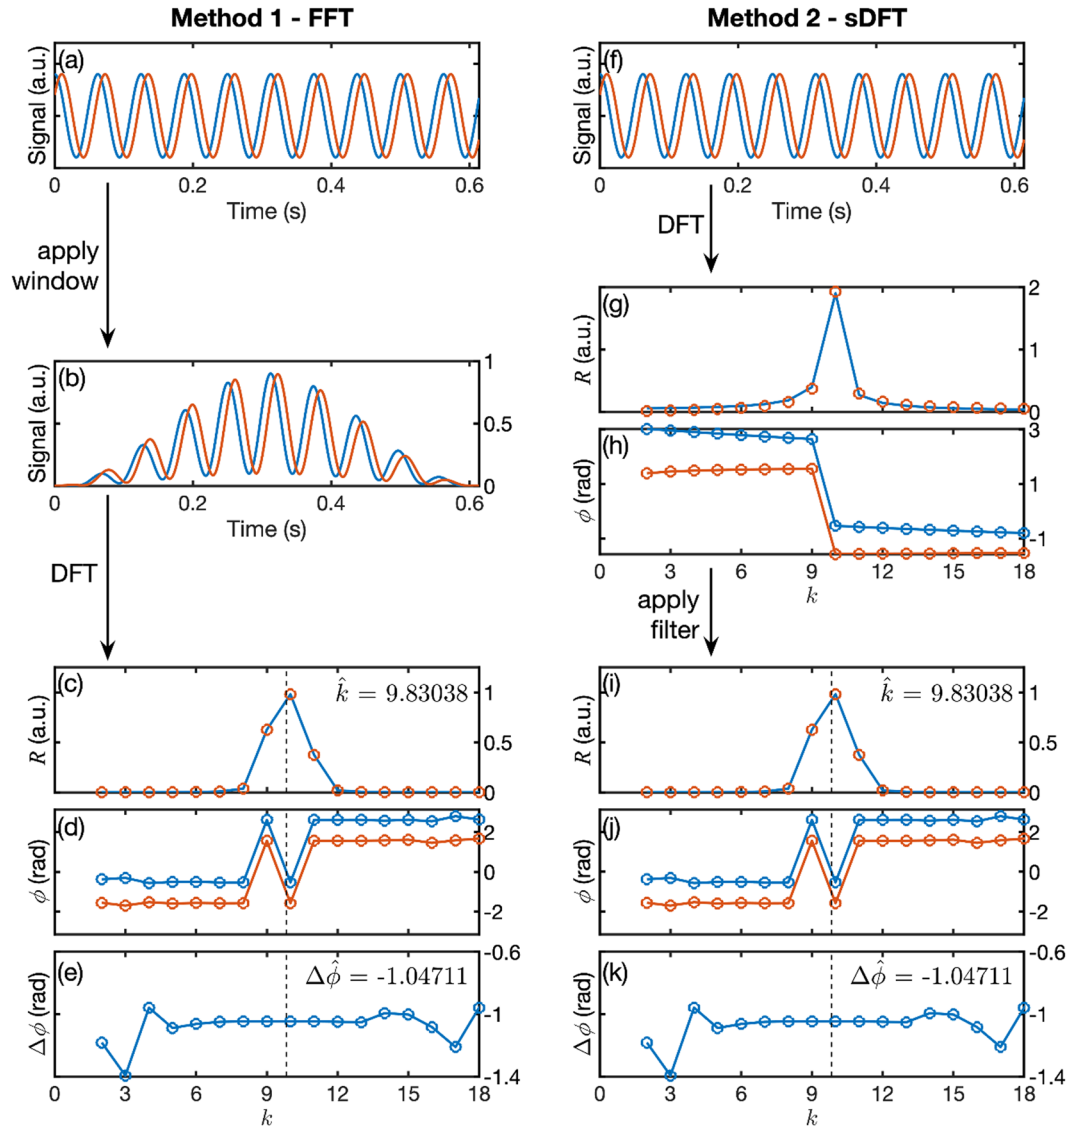 Method 1 - FFT
Method 2 - sDFT
(a)
Signal (a.u.)
0 0.2 0.4 0.6
Time (s)
(f)
Signal (a.u.)
0 0.2 0.4 0.6
Time (s)
apply
window
DFT
(b)
Signal (a.u.)
1
0.5
0
0 0.2 0.4 0.6
Time (s)
(g)
R (a.u.)
2
1
0
(h)
ϕ (rad)
3
1
-1
0 3 6 9 12 15 18
k
DFT
apply
filter
(c)
k̂ = 9.83038
R (a.u.)
1
0.5
0
(d)
ϕ (rad)
2
0
-2
(e)
Δϕ̂ = -1.04711
Δϕ (rad)
-0.6
-1
-1.4
0 3 6 9 12 15 18
k
(i)
k̂ = 9.83038
R (a.u.)
1
0.5
0
(j)
ϕ (rad)
2
0
-2
(k)
Δϕ̂ = -1.04711
Δϕ (rad)
-0.6
-1
-1.4
0 3 6 9 12 15 18
k